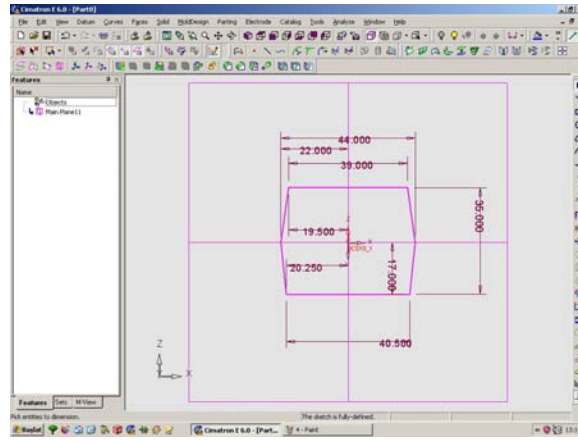 Cimatron E 6.0 - [Part0]
File Edit View Datum Curves Faces Solid MoldDesign Parting Electrode Catalog Tools Analyze Window Help
Features
Name
Objects
Main Plane11
44.000
22.000
39.000
19.500
35.000
Z
X
20.250
17.000
40.500
Z
X
Features Sets M-View
Pick entities to dimension.
The sketch is fully-defined.
Başlat
Cimatron E 6.0 - [Part...
4 - Paint